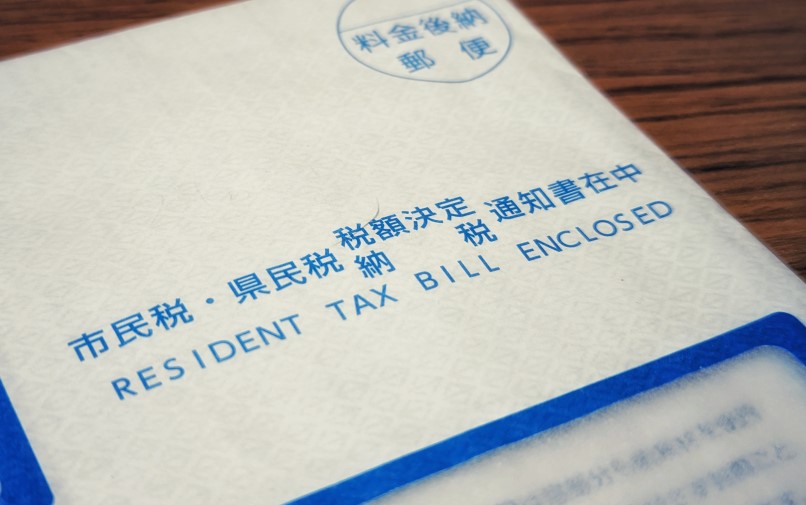 料金後納
郵便
市民税・県民税 税額決定 通知書在中
納税
RESIDENT TAX BILL ENCLOSED